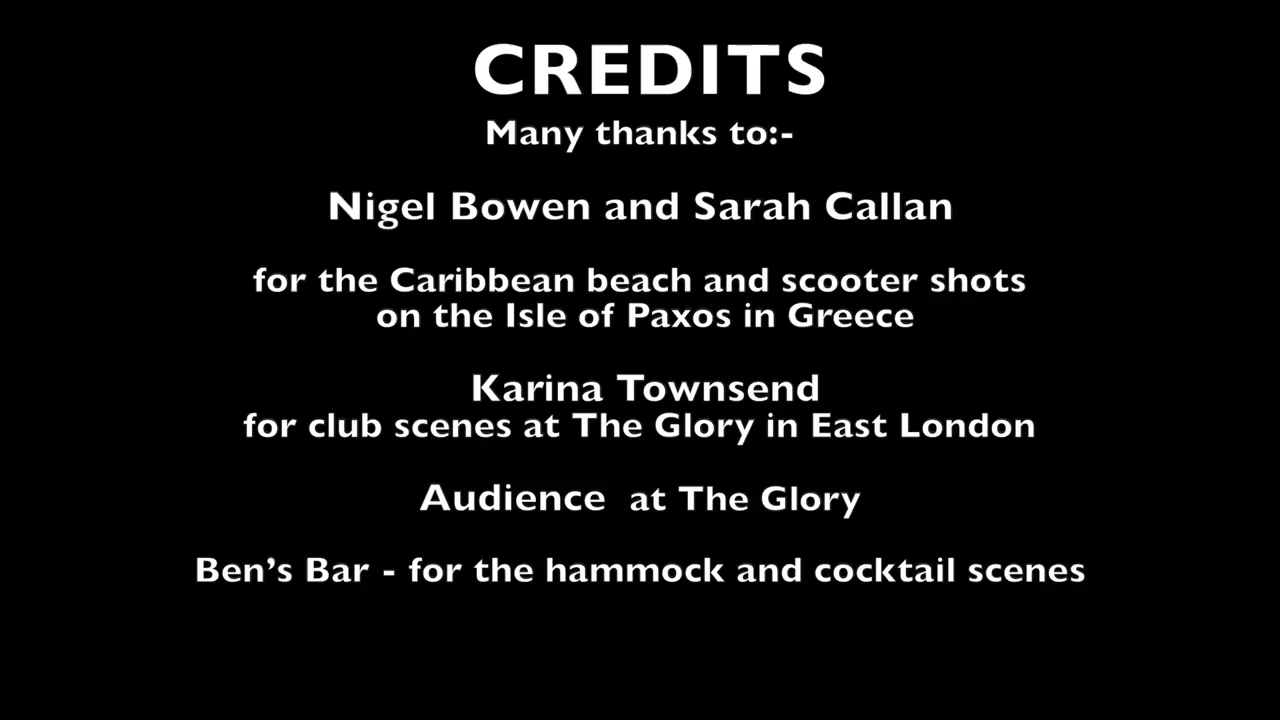 CREDITS
Many thanks to:-
Nigel Bowen and Sarah Callan
for the Caribbean beach and scooter shots
on the Isle of Paxos in Greece
Karina Townsend
for club scenes at The Glory in East London
Audience at The Glory
Ben’s Bar - for the hammock and cocktail scenes